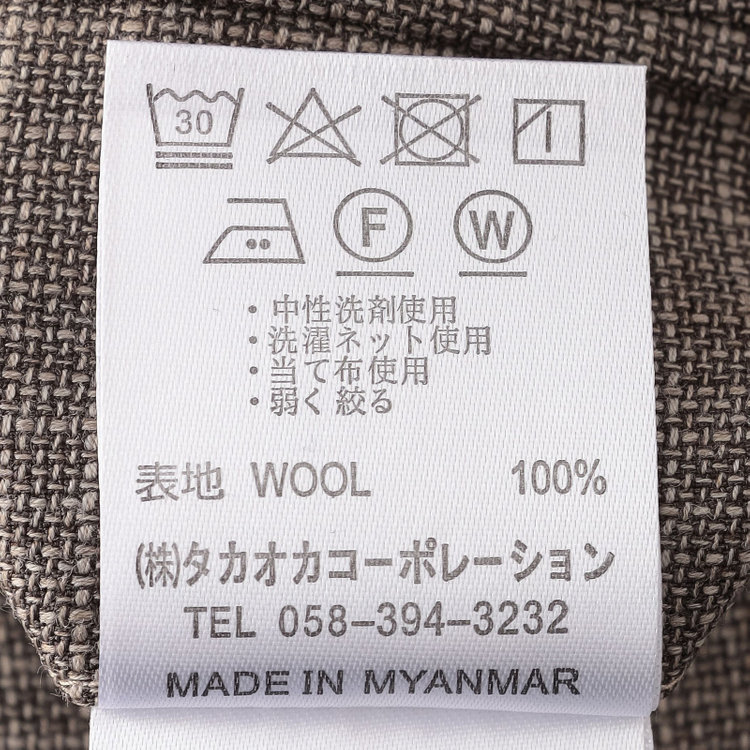 30
F W
・中性洗剤使用
・洗濯ネット使用
・当て布使用
・弱く絞る
表地 WOOL 100%
(株)タカオカコーポレーション
TEL 058-394-3232
MADE IN MYANMAR